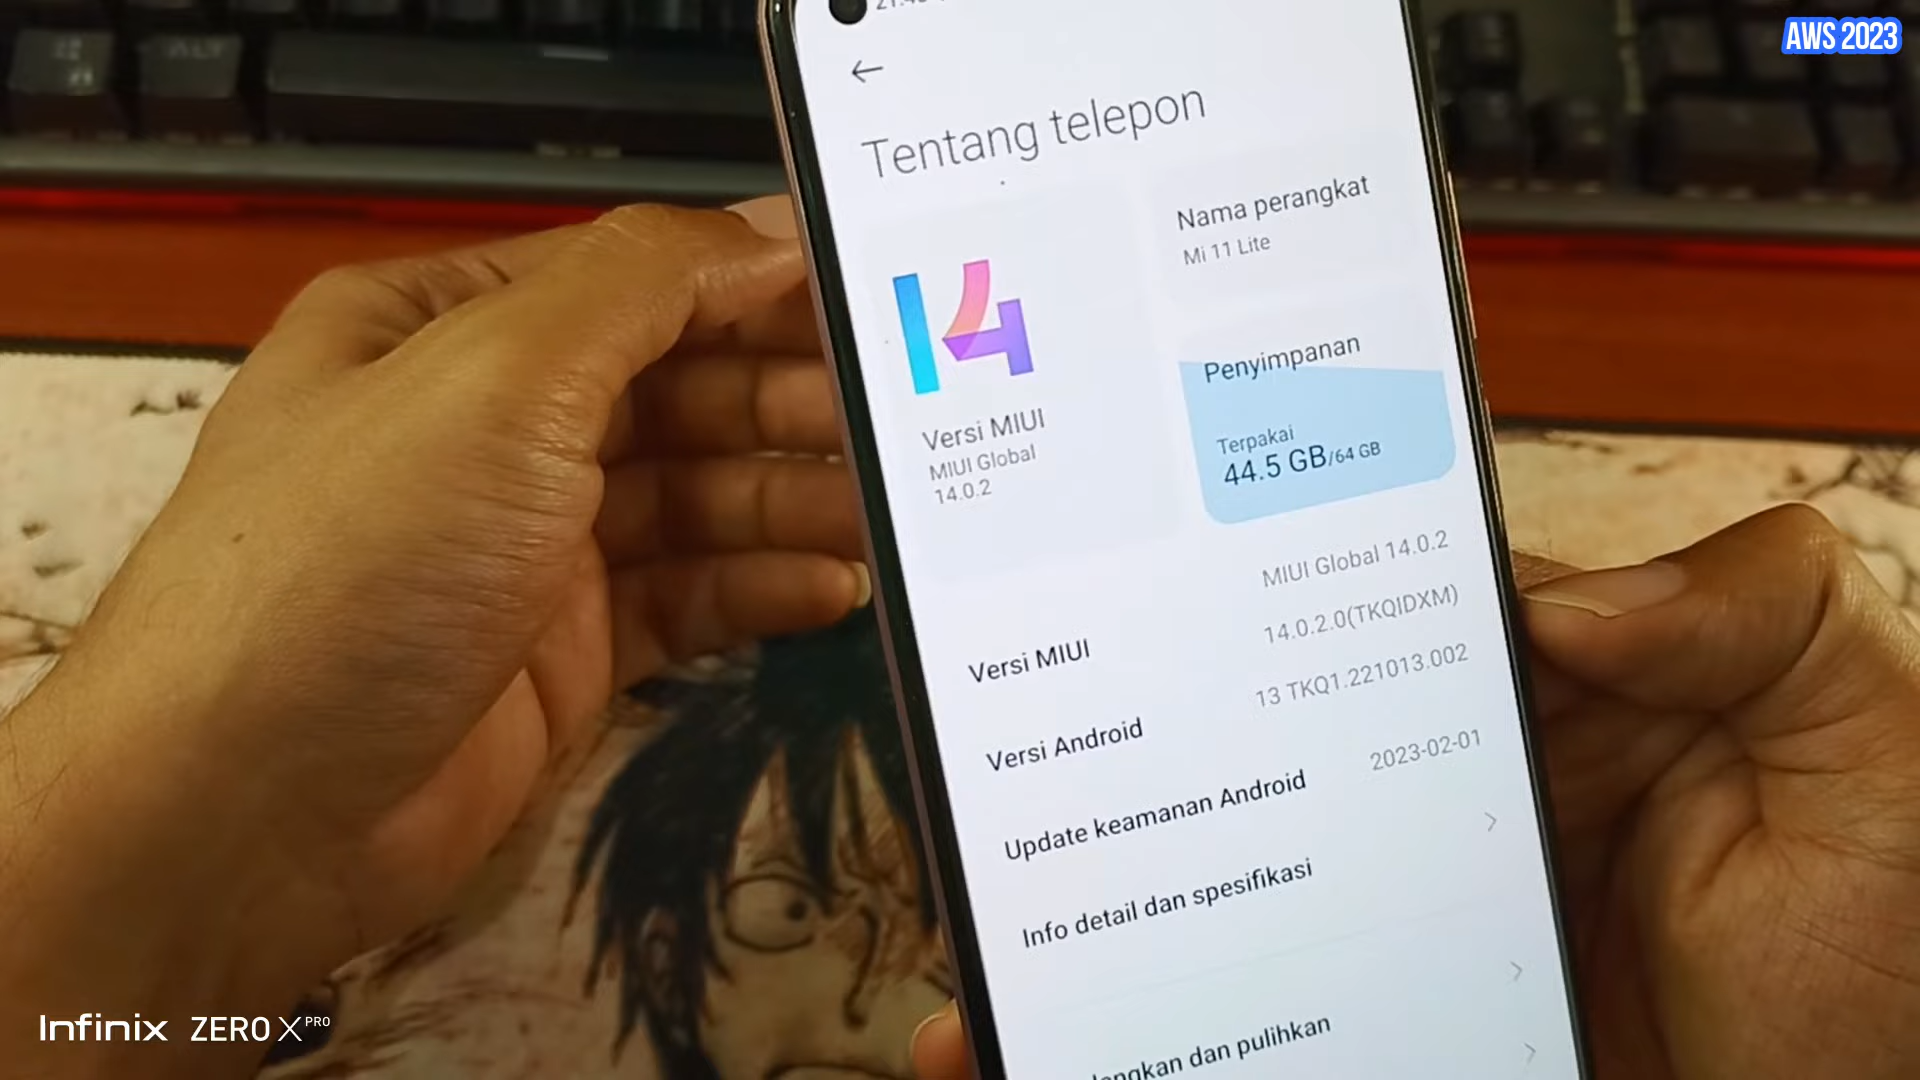 AWS 2023
Tentang telepon
Nama perangkat
Mi 11 Lite
Versi MIUI
MIUI Global
14.0.2
Penyimpanan
Terpakai
44.5 GB/64 GB
Versi MIUI
MIUI Global 14.0.2
14.0.2.0(TKQIDXM)
Versi Android
13 TKQ1.221013.002
Update keamanan Android
2023-02-01
Info detail dan spesifikasi
dan pulihkan
Infinix ZERO X PRO
14
ALT